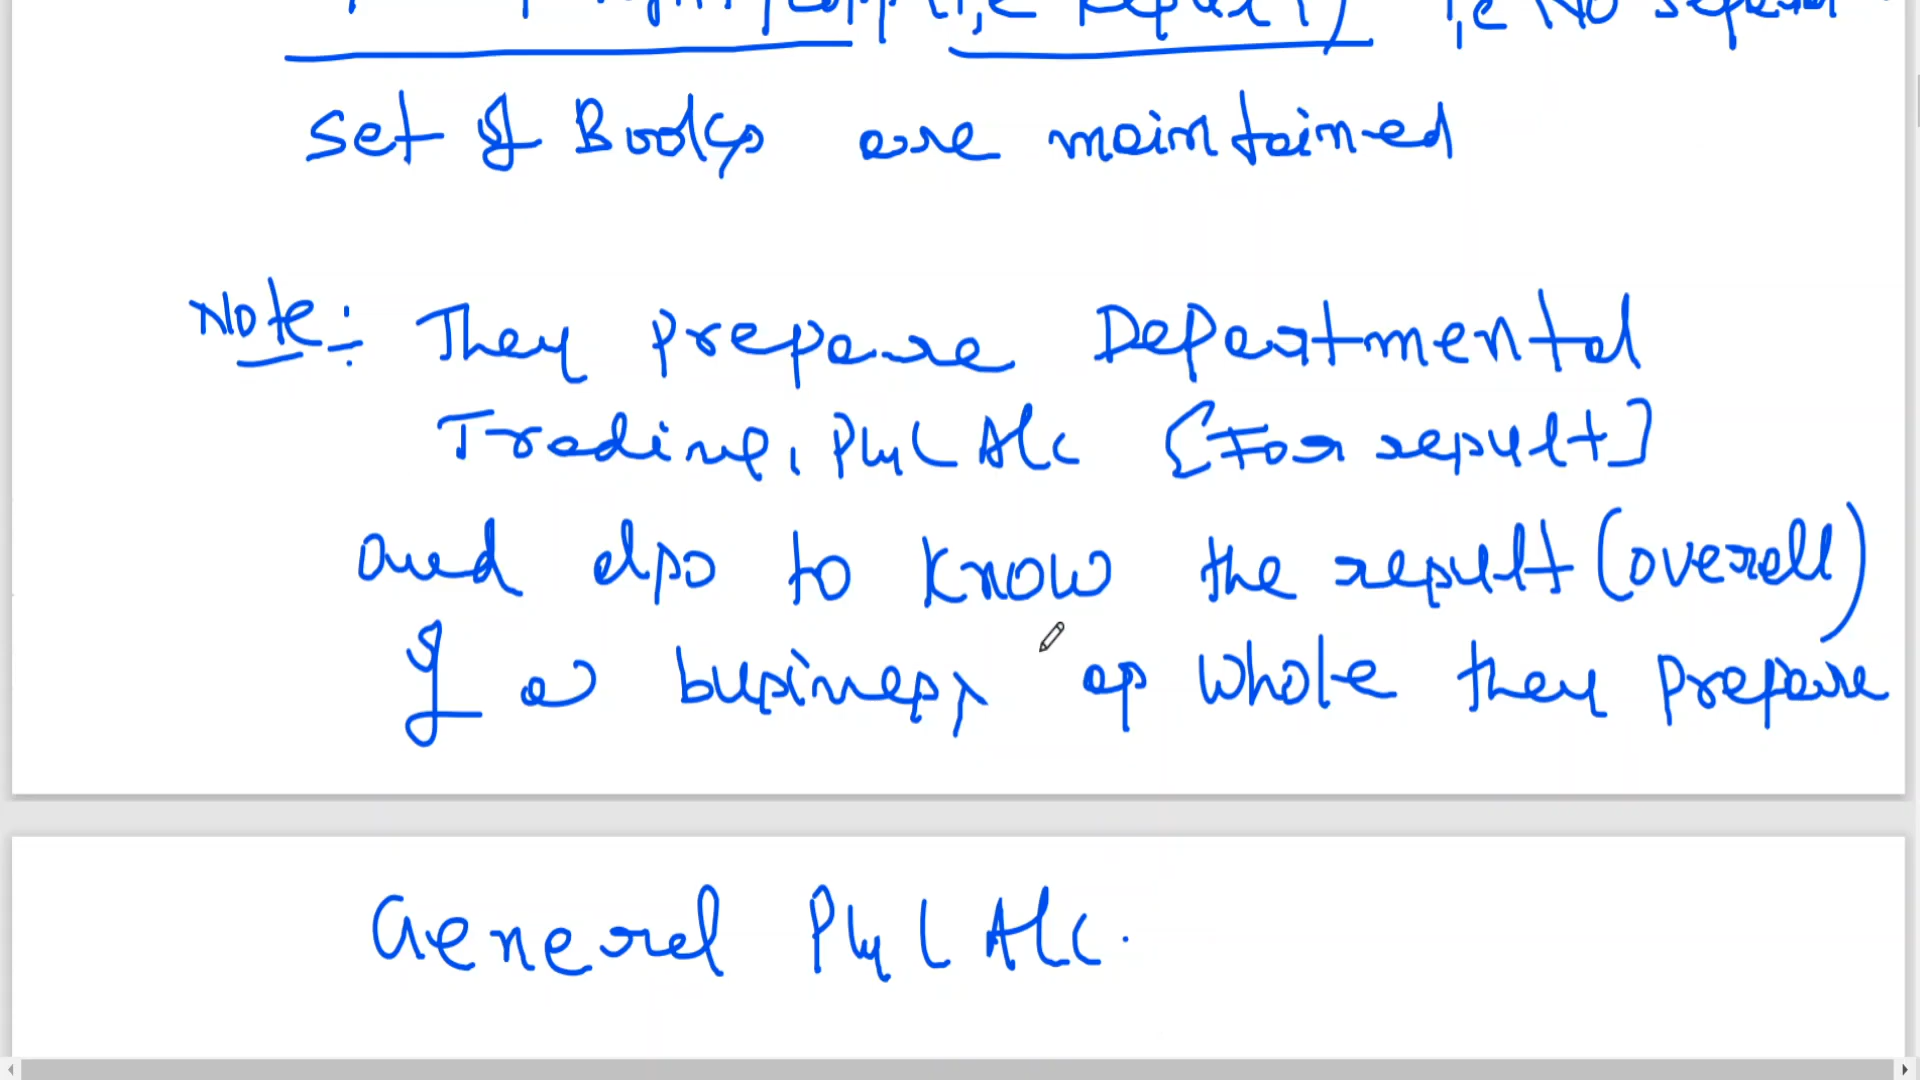 i.e No
set of Books are maintained
Note:- They prepare Departmental
Trading, P&L A/c [For result]
and also to know the result (overall)
of a business as whole they prepare
General P&L A/c.